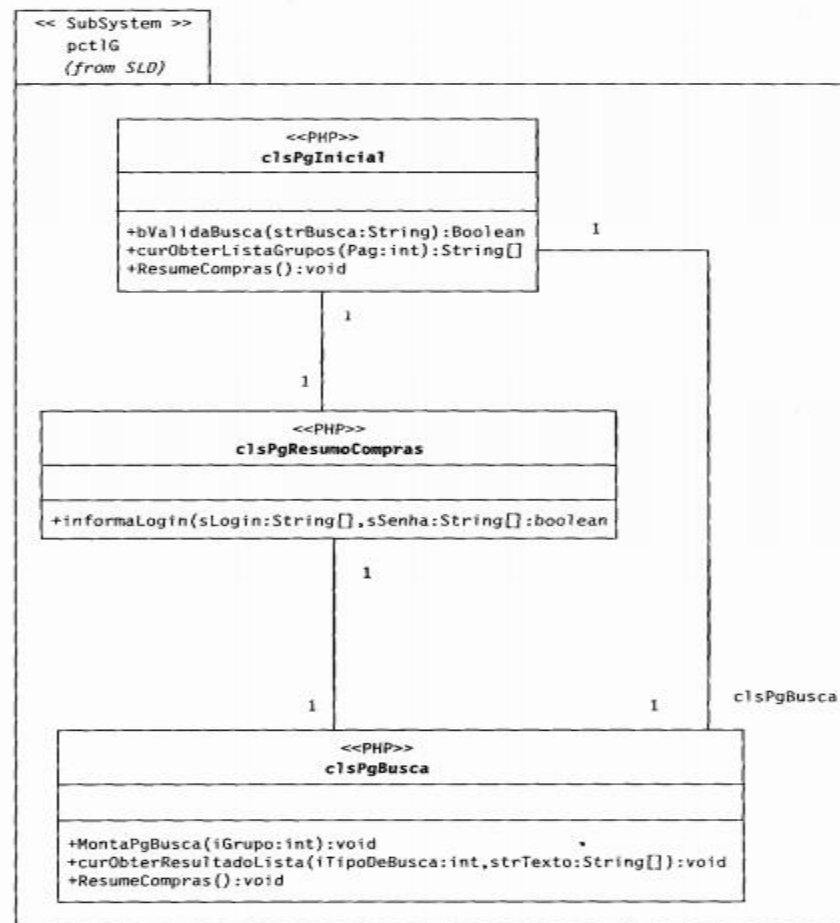 << SubSystem >>
pctlG
(from SLD)
<<PHP>>
clsPgInicial
+bValidaBusca(strBusca:String):Boolean
+curObterListaGrupos(Pag:int):String[]
+ResumeCompras():void
1
1
1
<<PHP>>
clsPgResumoCompras
+informaLogin(sLogin:String[],sSenha:String[]:boolean
1
1
1
clsPgBusca
<<PHP>>
clsPgBusca
+MontaPgBusca(iGrupo:int):void
+curObterResultadoLista(iTipoDeBusca:int,strTexto:String[]):void
+ResumeCompras():void